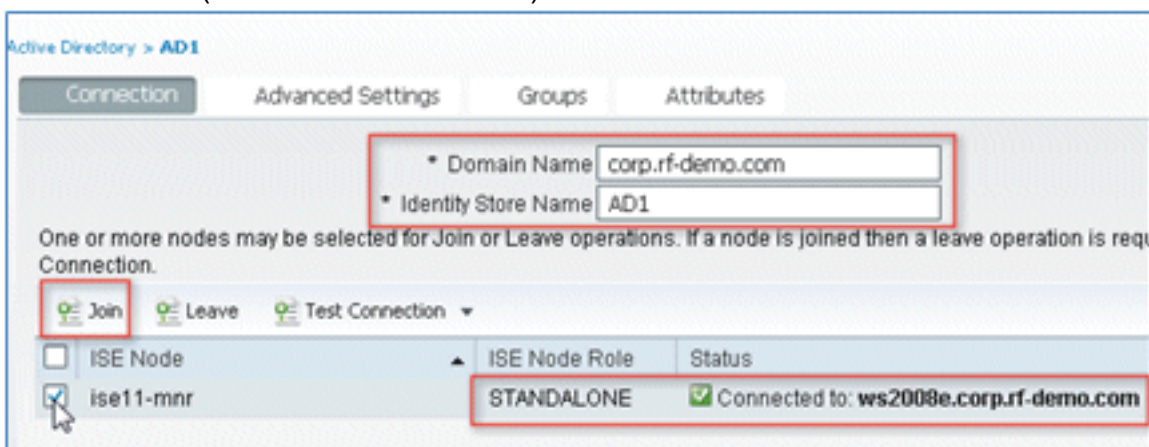 Active Directory > AD1
Connection Advanced Settings Groups Attributes
* Domain Name corp.rf-demo.com
* Identity Store Name AD1
One or more nodes may be selected for Join or Leave operations. If a node is joined then a leave operation is requ
Connection.
Join Leave Test Connection
ISE Node ISE Node Role Status
ise11-mnr STANDALONE Connected to: ws2008e.corp.rf-demo.com